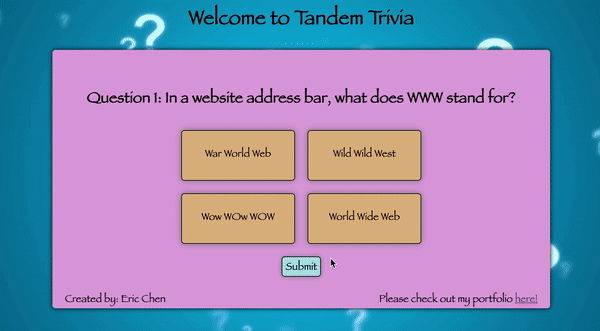 Welcome to Tandem Trivia
Question 1: In a website address bar, what does WWW stand for?
War World Web
Wild Wild West
Wow WOw WOW
World Wide Web
Submit
Created by: Eric Chen
Please check out my portfolio here!